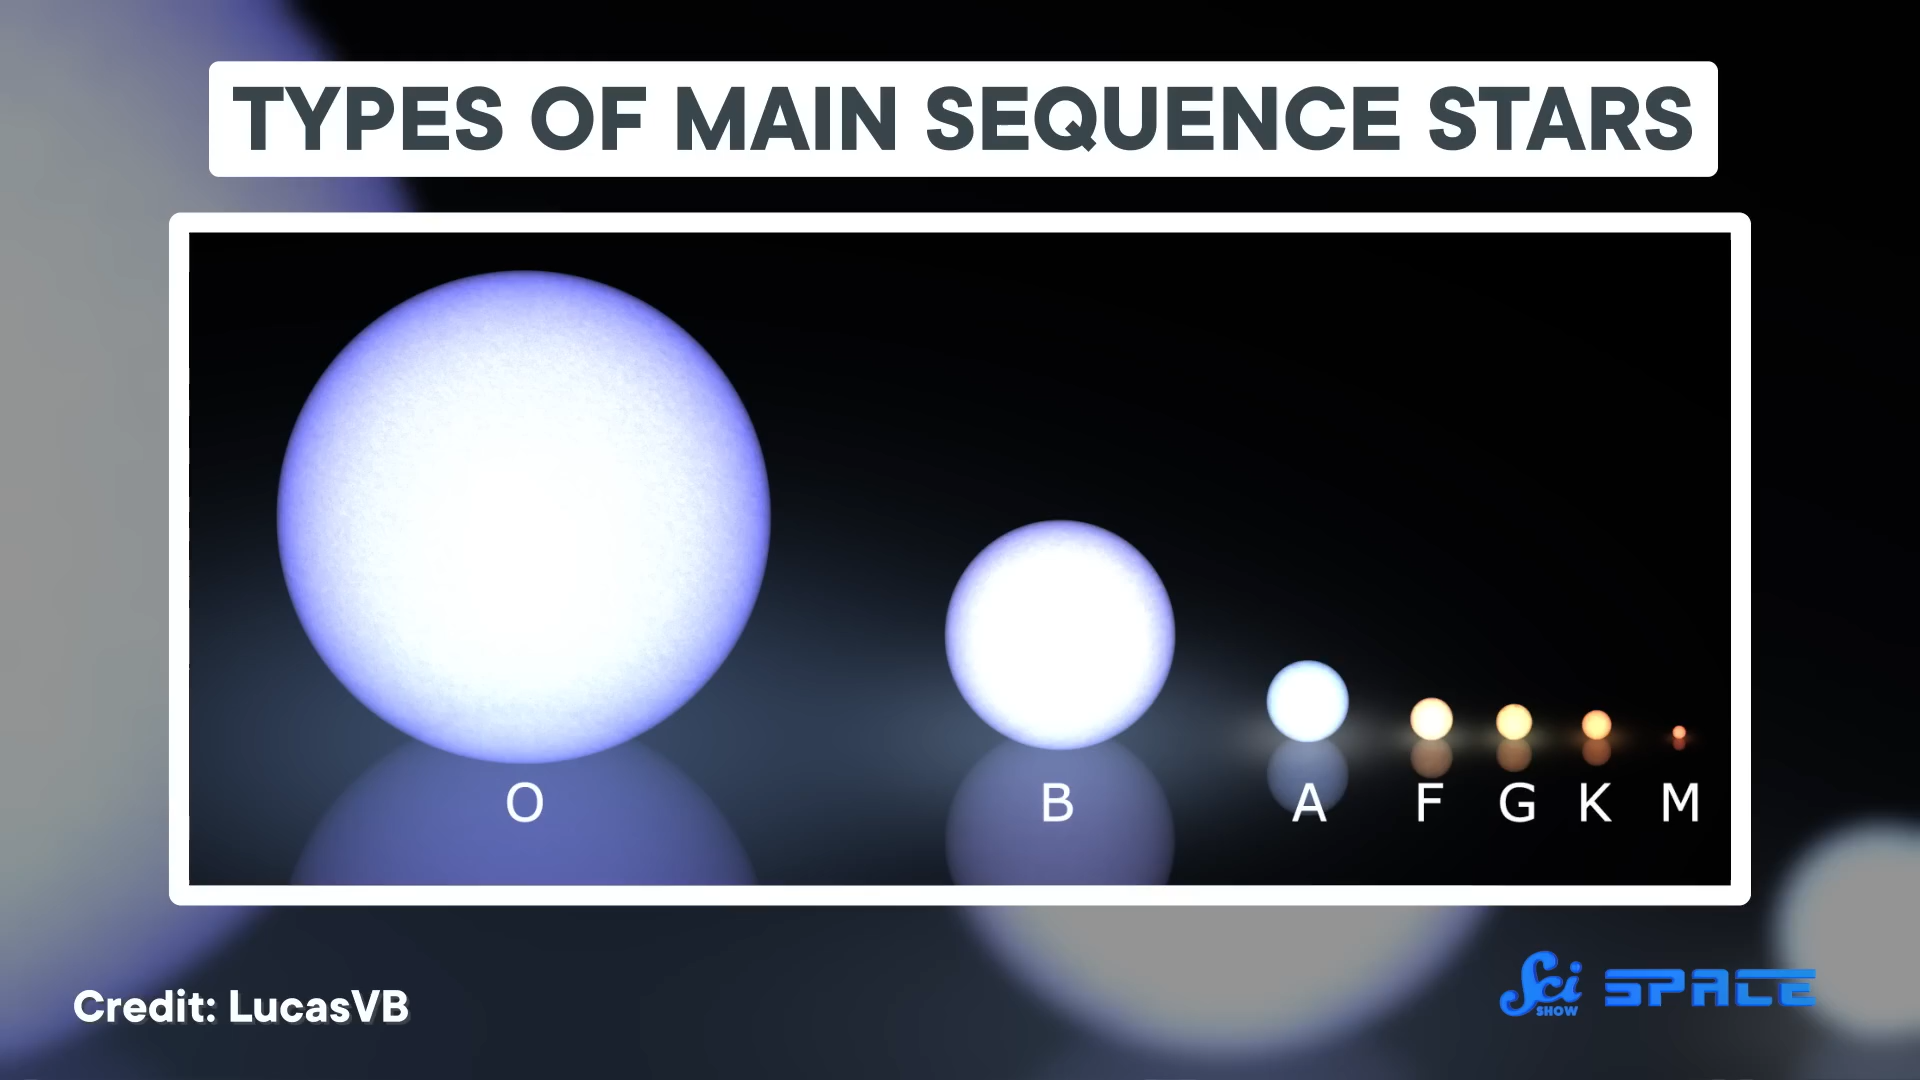 TYPES OF MAIN SEQUENCE STARS
O B A F G K M
Credit: LucasVB
Sci SHOW SPACE